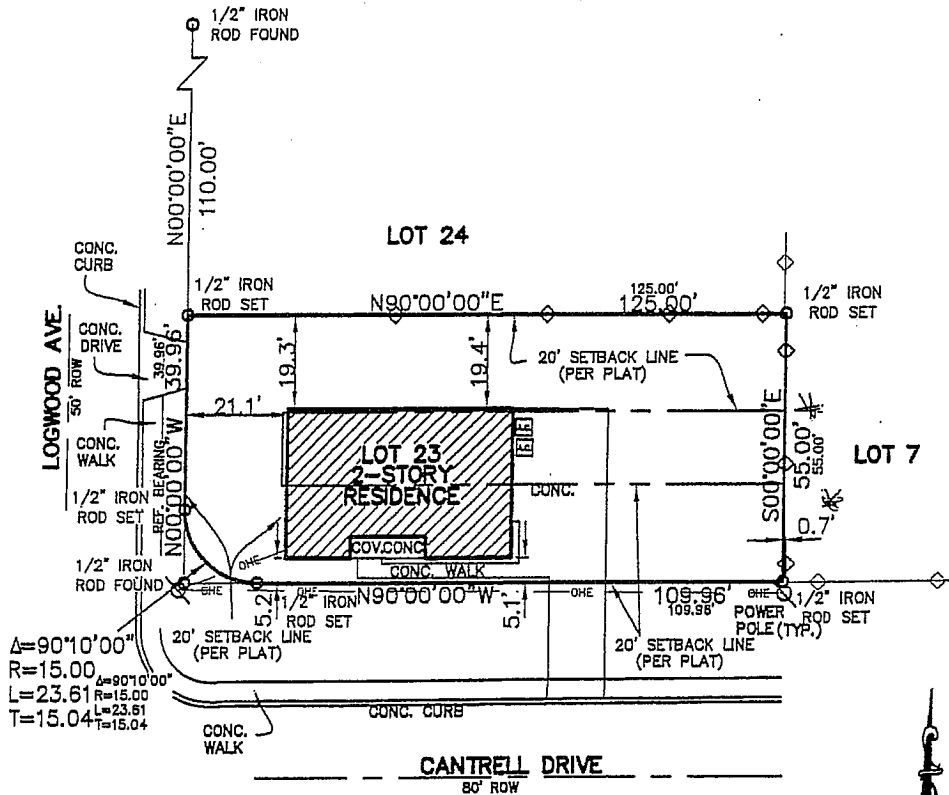 1/2" IRON
ROD FOUND
N00°00'00"E
110.00'
LOT 24
CONC.
CURB
1/2" IRON
ROD SET
N90°00'00"E
125.00'
125.00'
1/2" IRON
ROD SET
LOGWOOD AVE.
50' ROW
CONC.
DRIVE
39.96'
39.96'
19.3'
19.4'
20' SETBACK LINE
(PER PLAT)
21.1'
CONC.
WALK
REF. BEARING
N00°00'00"W
LOT 23
2-STORY
RESIDENCE
E
E
E
E
CONC.
S00°00'00"E
55.00'
55.00'
LOT 7
1/2" IRON
ROD SET
0.7'
1/2" IRON
ROD FOUND
OHE
COV.CONC
CONC. WALK
OHE
OHE
N90°00'00"W
OHE
109.96'
109.96'
OHE
5.2'
1/2" IRON
ROD SET
5.1'
POWER
POLE (TYP.)
1/2" IRON
ROD SET
20' SETBACK LINE
(PER PLAT)
20' SETBACK LINE
(PER PLAT)
Δ=90°10'00"
R=15.00
L=23.61
T=15.04
Δ=90°10'00"
R=15.00
L=23.61
T=15.04
CONC. CURB
CONC.
WALK
CANTRELL DRIVE
80' ROW